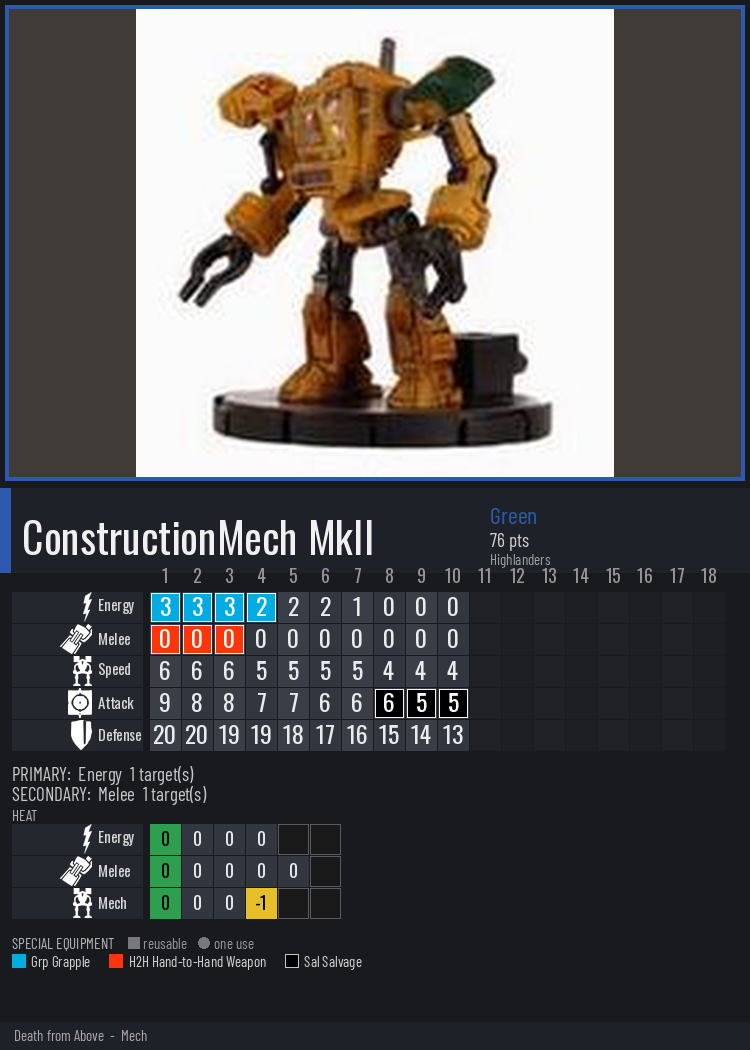 ConstructionMech MkII
Green
76 pts
Highlanders
1 2 3 4 5 6 7 8 9 10 11 12 13 14 15 16 17 18
Energy 3 3 3 2 2 2 1 0 0 0
Melee 0 0 0 0 0 0 0 0 0 0
Speed 6 6 6 5 5 5 5 4 4 4
Attack 9 8 8 7 7 6 6 6 5 5
Defense 20 20 19 19 18 17 16 15 14 13
PRIMARY: Energy 1 target(s)
SECONDARY: Melee 1 target(s)
HEAT
Energy 0 0 0 0
Melee 0 0 0 0 0
Mech 0 0 0 -1
SPECIAL EQUIPMENT reusable one use
Grp Grapple H2H Hand-to-Hand Weapon Sal Salvage
Death from Above - Mech